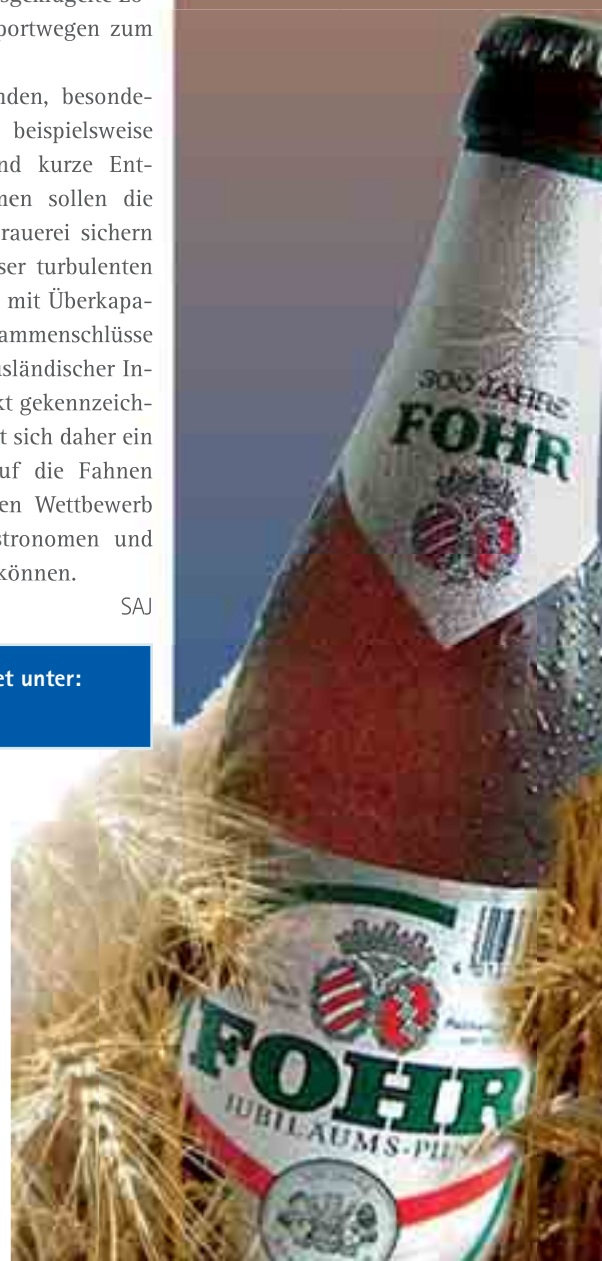 portwegen zum
nden, besonde-
beispielsweise
nd kurze Ent-
men sollen die
rauerei sichern
ser turbulenten
mit Überkapa-
ammenschlüsse
usländischer In-
kt gekennzeich-
t sich daher ein
uf die Fahnen
en Wettbewerb
stronomen und
können.
SAJ
et unter:
300 JAHRE
FOHR
FOHR
JUBILÄUMS-PILS